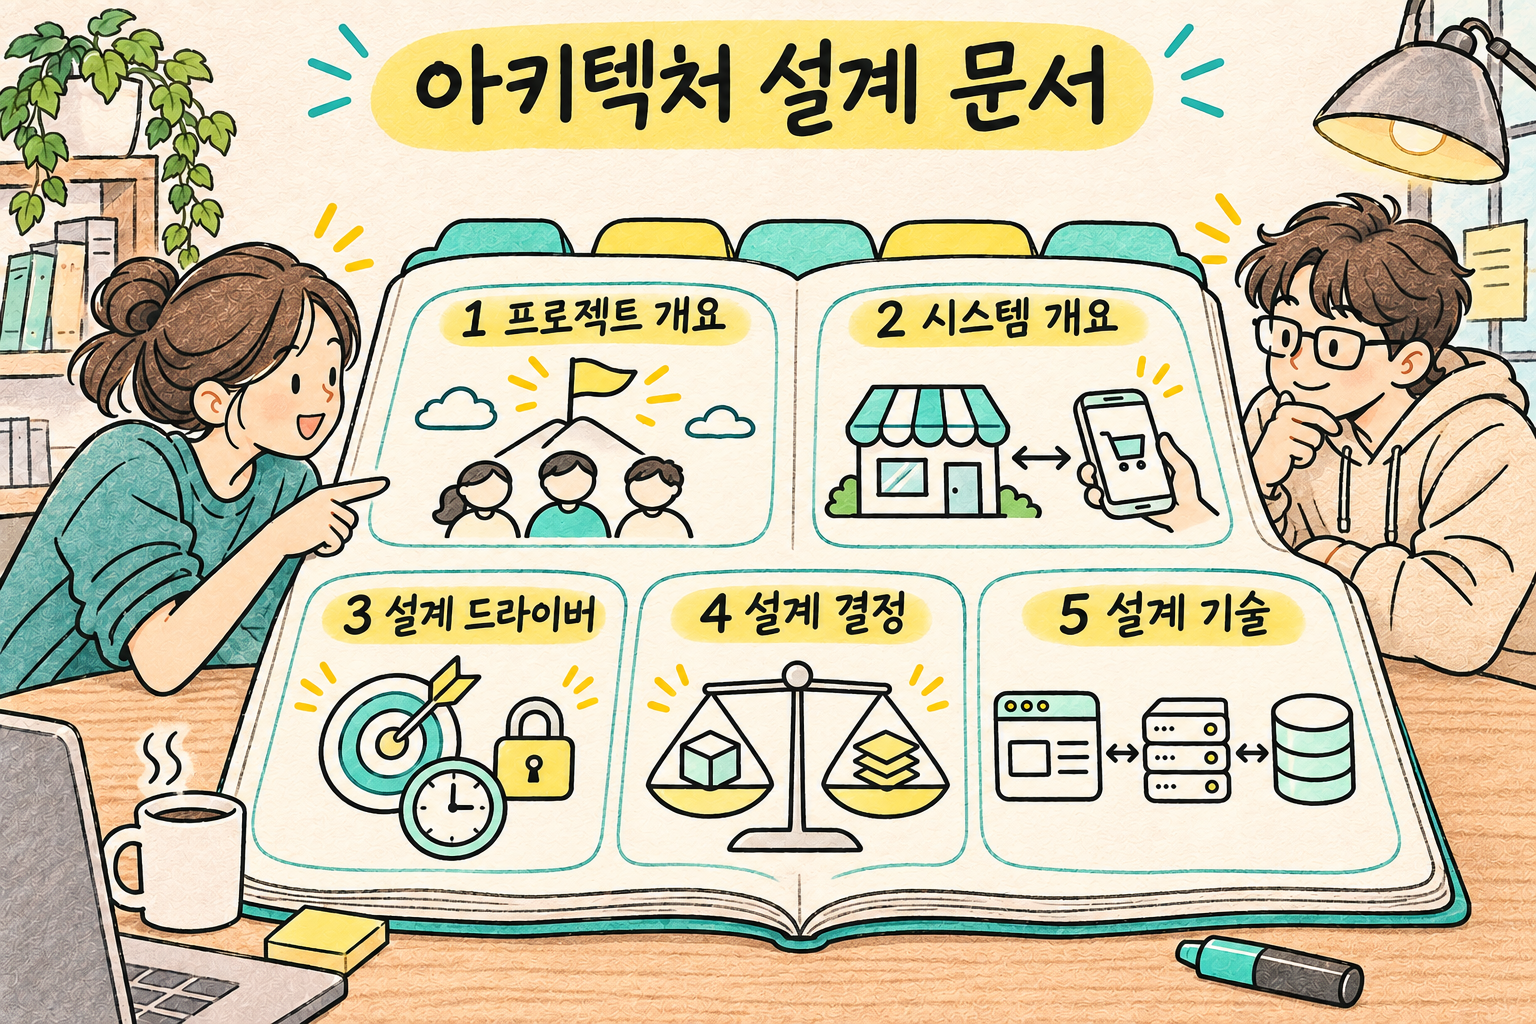 아키텍처 설계 문서
1 프로젝트 개요
2 시스템 개요
3 설계 드라이버
4 설계 결정
5 설계 기술